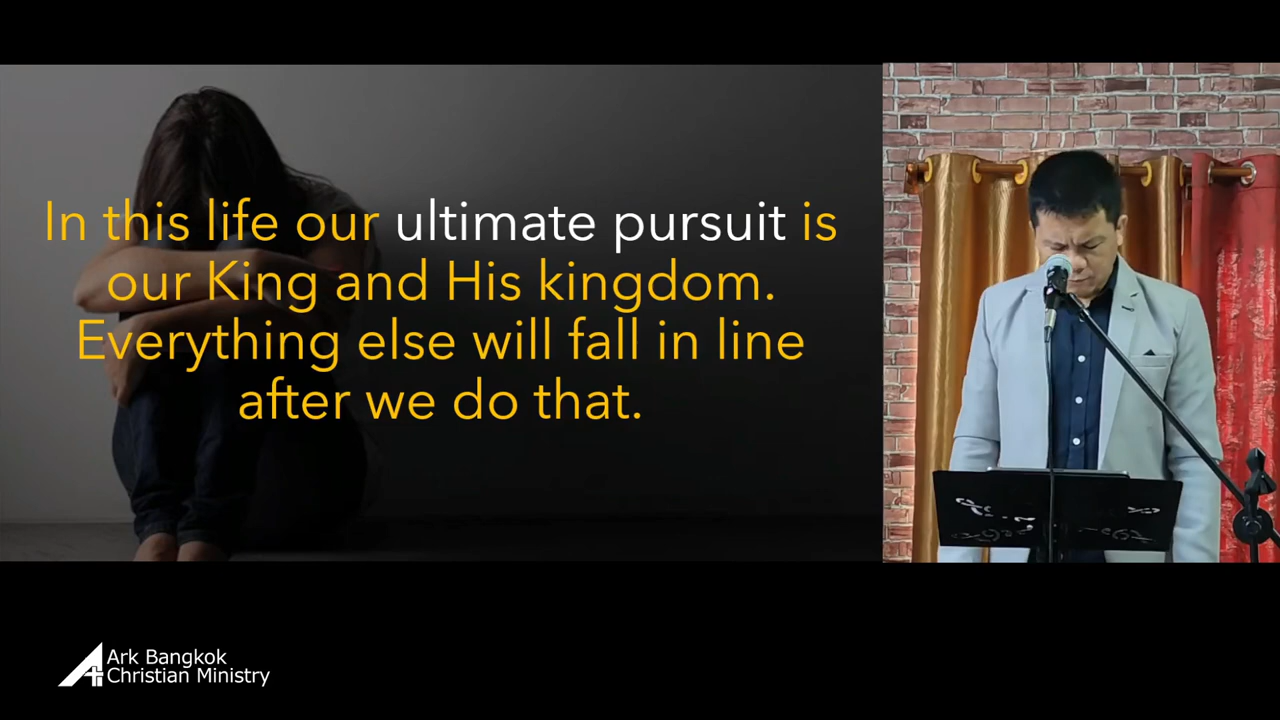 In this life our ultimate pursuit is
our King and His kingdom.
Everything else will fall in line
after we do that.
Ark Bangkok
Christian Ministry